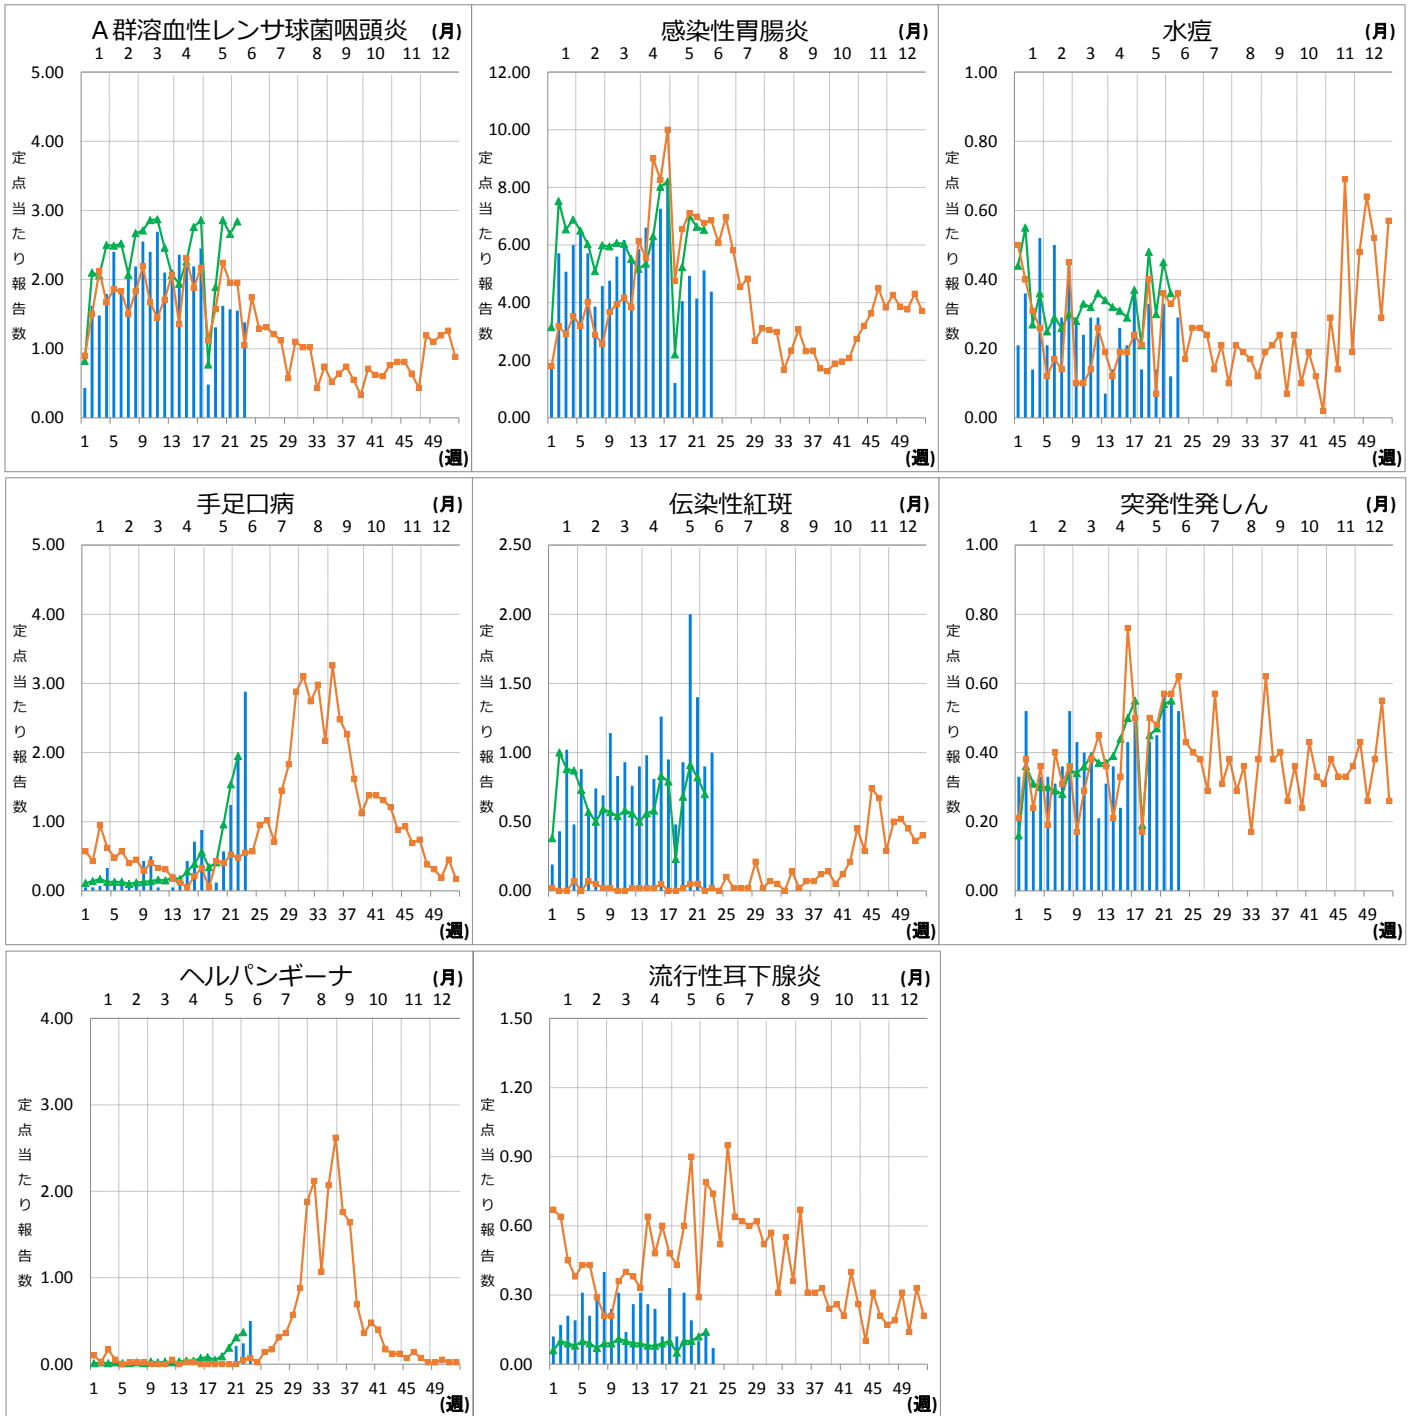 A群溶血性レンサ球菌咽頭炎 (月)
1 2 3 4 5 6 7 8 9 10 11 12
5.00
4.00
3.00
2.00
1.00
0.00
定点当たり報告数
1 5 9 13 17 21 25 29 33 37 41 45 49
(週)
感染性胃腸炎 (月)
1 2 3 4 5 6 7 8 9 10 11 12
12.00
10.00
8.00
6.00
4.00
2.00
0.00
定点当たり報告数
1 5 9 13 17 21 25 29 33 37 41 45 49
(週)
水痘 (月)
1 2 3 4 5 6 7 8 9 10 11 12
1.00
0.80
0.60
0.40
0.20
0.00
定点当たり報告数
1 5 9 13 17 21 25 29 33 37 41 45 49
(週)
手足口病 (月)
1 2 3 4 5 6 7 8 9 10 11 12
5.00
4.00
3.00
2.00
1.00
0.00
定点当たり報告数
1 5 9 13 17 21 25 29 33 37 41 45 49
(週)
伝染性紅斑 (月)
1 2 3 4 5 6 7 8 9 10 11 12
2.50
2.00
1.50
1.00
0.50
0.00
定点当たり報告数
1 5 9 13 17 21 25 29 33 37 41 45 49
(週)
突発性発しん (月)
1 2 3 4 5 6 7 8 9 10 11 12
1.00
0.80
0.60
0.40
0.20
0.00
定点当たり報告数
1 5 9 13 17 21 25 29 33 37 41 45 49
(週)
ヘルパンギーナ (月)
1 2 3 4 5 6 7 8 9 10 11 12
4.00
3.00
2.00
1.00
0.00
定点当たり報告数
1 5 9 13 17 21 25 29 33 37 41 45 49
(週)
流行性耳下腺炎 (月)
1 2 3 4 5 6 7 8 9 10 11 12
1.50
1.20
0.90
0.60
0.30
0.00
定点当たり報告数
1 5 9 13 17 21 25 29 33 37 41 45 49
(週)